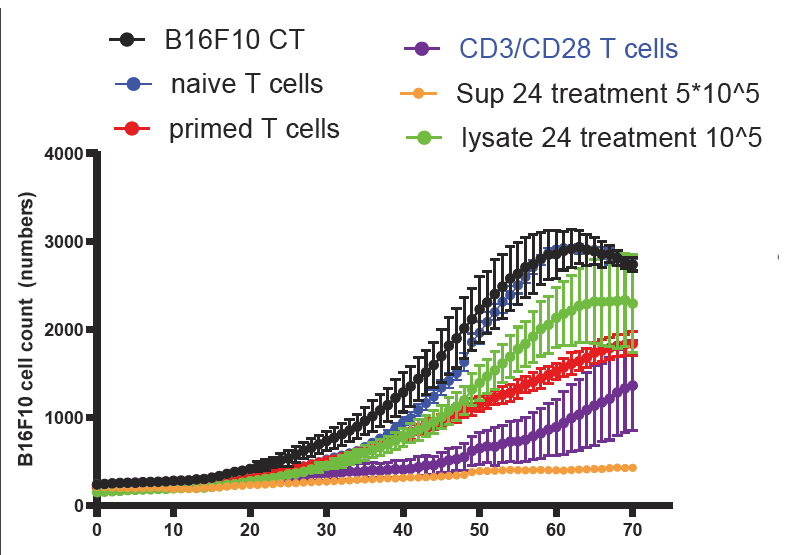 B16F10 CT
naive T cells
primed T cells
CD3/CD28 T cells
Sup 24 treatment 5*10^5
lysate 24 treatment 10^5
B16F10 cell count (numbers)
4000
3000
2000
1000
0
0 10 20 30 40 50 60 70